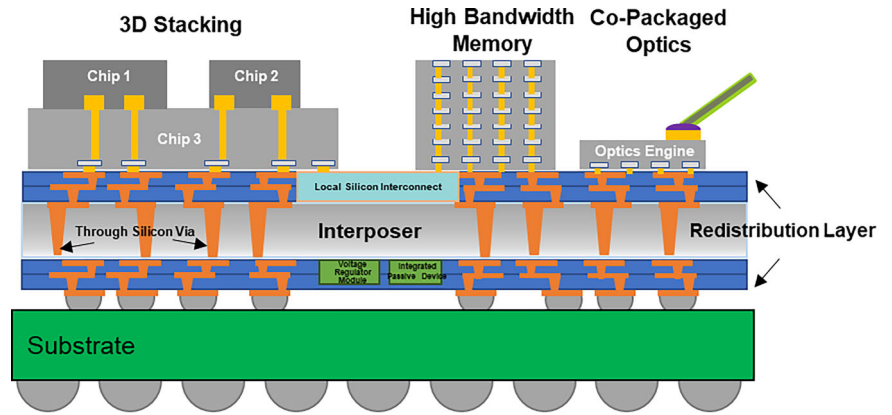 3D Stacking
High Bandwidth
Memory
Co-Packaged
Optics
Chip 1
Chip 2
Chip 3
Optics Engine
Local Silicon Interconnect
Through Silicon Via
Interposer
Redistribution Layer
Voltage
Regulator
Module
Integrated
Passive Device
Substrate